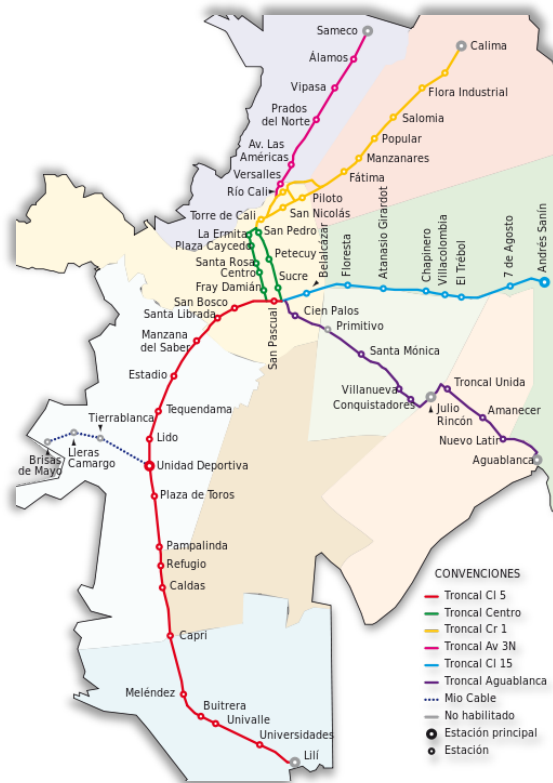 Sameco
Calima
Álamos
Vipasa
Flora Industrial
Prados
del Norte
Salomia
Popular
Av. Las
Américas
Manzanares
Versalles
Fátima
Río Cali
Piloto
Torre de Cali
San Nicolás
La Ermita
San Pedro
Plaza Caycedo
Petecuy
Santa Rosa
Centro
Sucre
Fray Damián
Belalcázar
Floresta
Atanasio Girardot
Chapinero
Villacolombia
El Trébol
7 de Agosto
Andrés Sanín
San Bosco
Santa Librada
Cien Palos
San Pascual
Primitivo
Manzana
del Saber
Santa Mónica
Estadio
Villanueva
Conquistadores
Troncal Unida
Julio
Rincón
Amanecer
Tequendama
Tierrablanca
Lido
Nuevo Latir
Brisas
de Mayo
Lleras
Camargo
Unidad Deportiva
Aguablanca
Plaza de Toros
Pampalinda
Refugio
Caldas
Capri
Meléndez
Buitrera
Univalle
Universidades
Lilí
CONVENCIONES
Troncal Cl 5
Troncal Centro
Troncal Cr 1
Troncal Av 3N
Troncal Cl 15
Troncal Aguablanca
Mio Cable
No habilitado
Estación principal
Estación